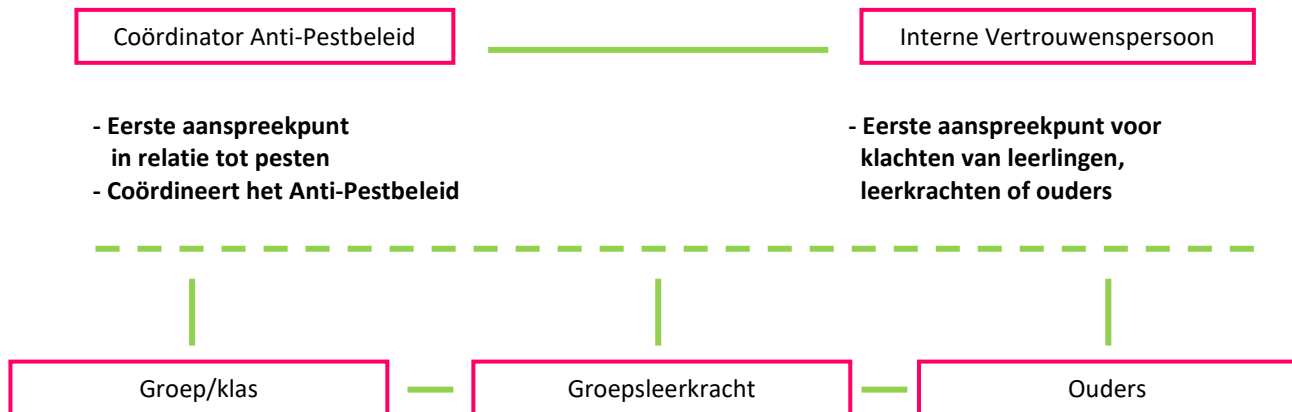 Coördinator Anti-Pestbeleid
Interne Vertrouwenspersoon
- Eerste aanspreekpunt
in relatie tot pesten
- Coördineert het Anti-Pestbeleid
- Eerste aanspreekpunt voor
klachten van leerlingen,
leerkrachten of ouders
Groep/klas
Groepsleerkracht
Ouders